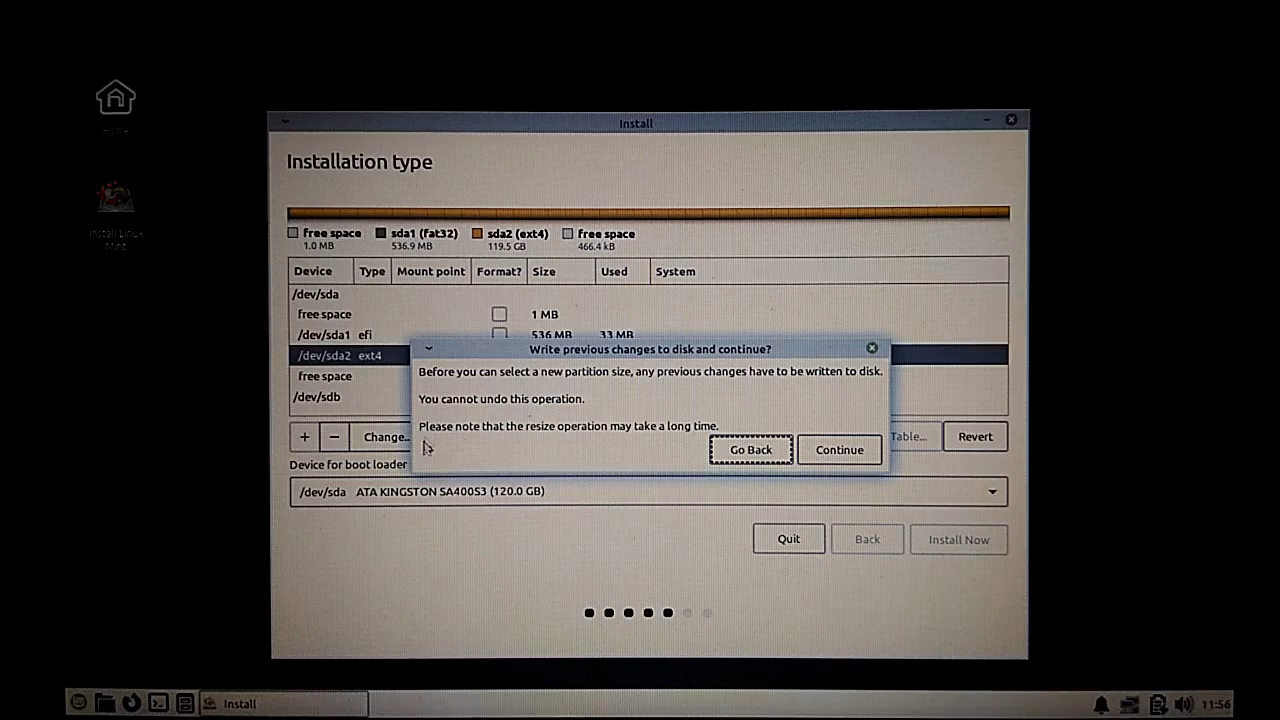 Install
Installation type
free space sda1 (fat32) sda2 (ext4) free space
1.0 MB 536.9 MB 119.5 GB 466.4 kB
Device Type Mount point Format? Size Used System
/dev/sda
free space 1 MB
/dev/sda1 efi 536 MB 33 MB
/dev/sda2 ext4
free space
/dev/sdb
Write previous changes to disk and continue?
Before you can select a new partition size, any previous changes have to be written to disk.
You cannot undo this operation.
Please note that the resize operation may take a long time.
Go Back Continue
+ - Change.. Table... Revert
Device for boot loader
/dev/sda ATA KINGSTON SA400S3 (120.0 GB)
Quit Back Install Now
Home
Install Linux
Mint
Install 11:56